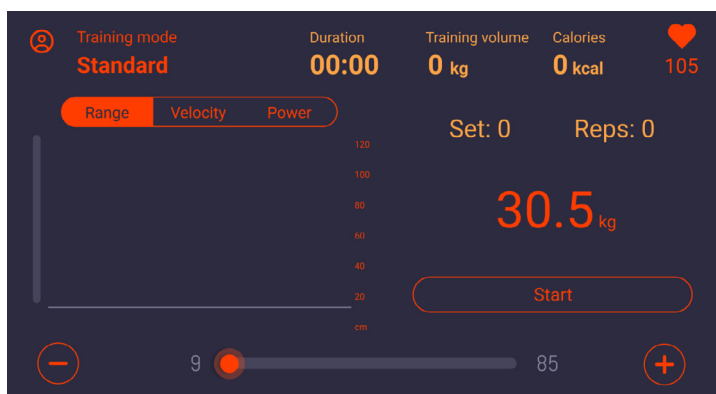 Training mode
Standard
Duration
00:00
Training volume
0 kg
Calories
0 kcal
105
Range
Velocity
Power
120
100
80
60
40
20
cm
Set: 0
Reps: 0
30.5 kg
Start
9
85